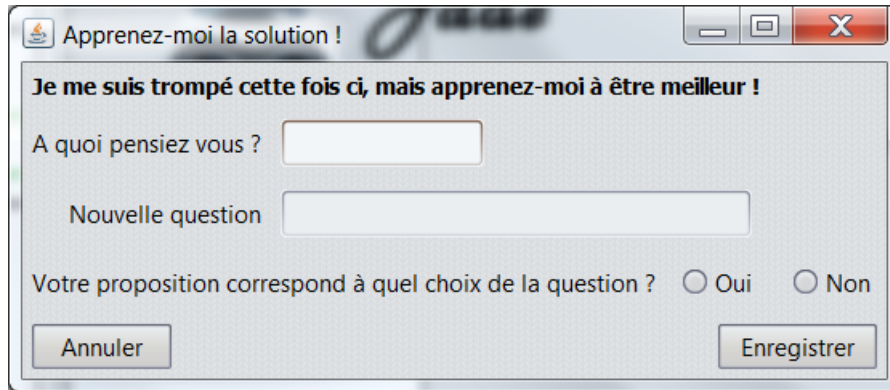 Jade
Apprenez-moi la solution !
Je me suis trompé cette fois ci, mais apprenez-moi à être meilleur !
A quoi pensiez vous ?
Nouvelle question
Votre proposition correspond à quel choix de la question ? Oui Non
Annuler Enregistrer